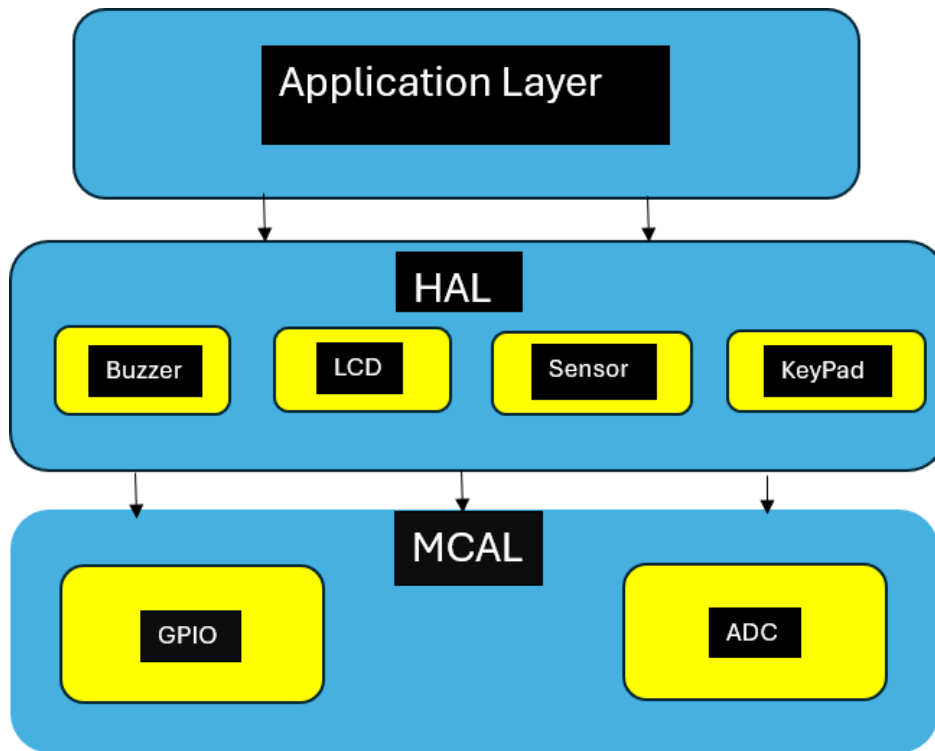 Application Layer
HAL
Buzzer
LCD
Sensor
KeyPad
MCAL
GPIO
ADC